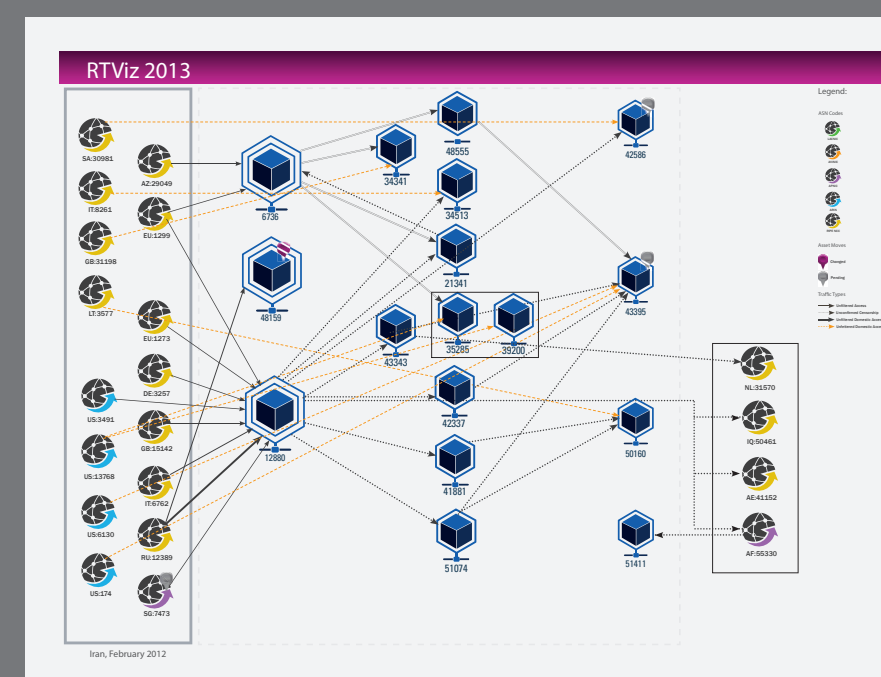 RTViz 2013
Legend:
ASN Codes
SA:30981
AZ:29049
IT:8261
EU:1299
GB:31198
LT:3577
EU:1273
DE:3257
US:3491
GB:15142
US:13768
IT:6762
US:6130
RU:12389
US:174
SG:7473
6736
48159
12880
34341
43343
48555
34513
21341
35285
39200
42337
41881
51074
42586
43395
50160
51411
NL:31570
IQ:50461
AE:41152
AF:55330
Asset Moves
Changed
Pending
Traffic Types
Unfiltered Access
Iran, February 2012